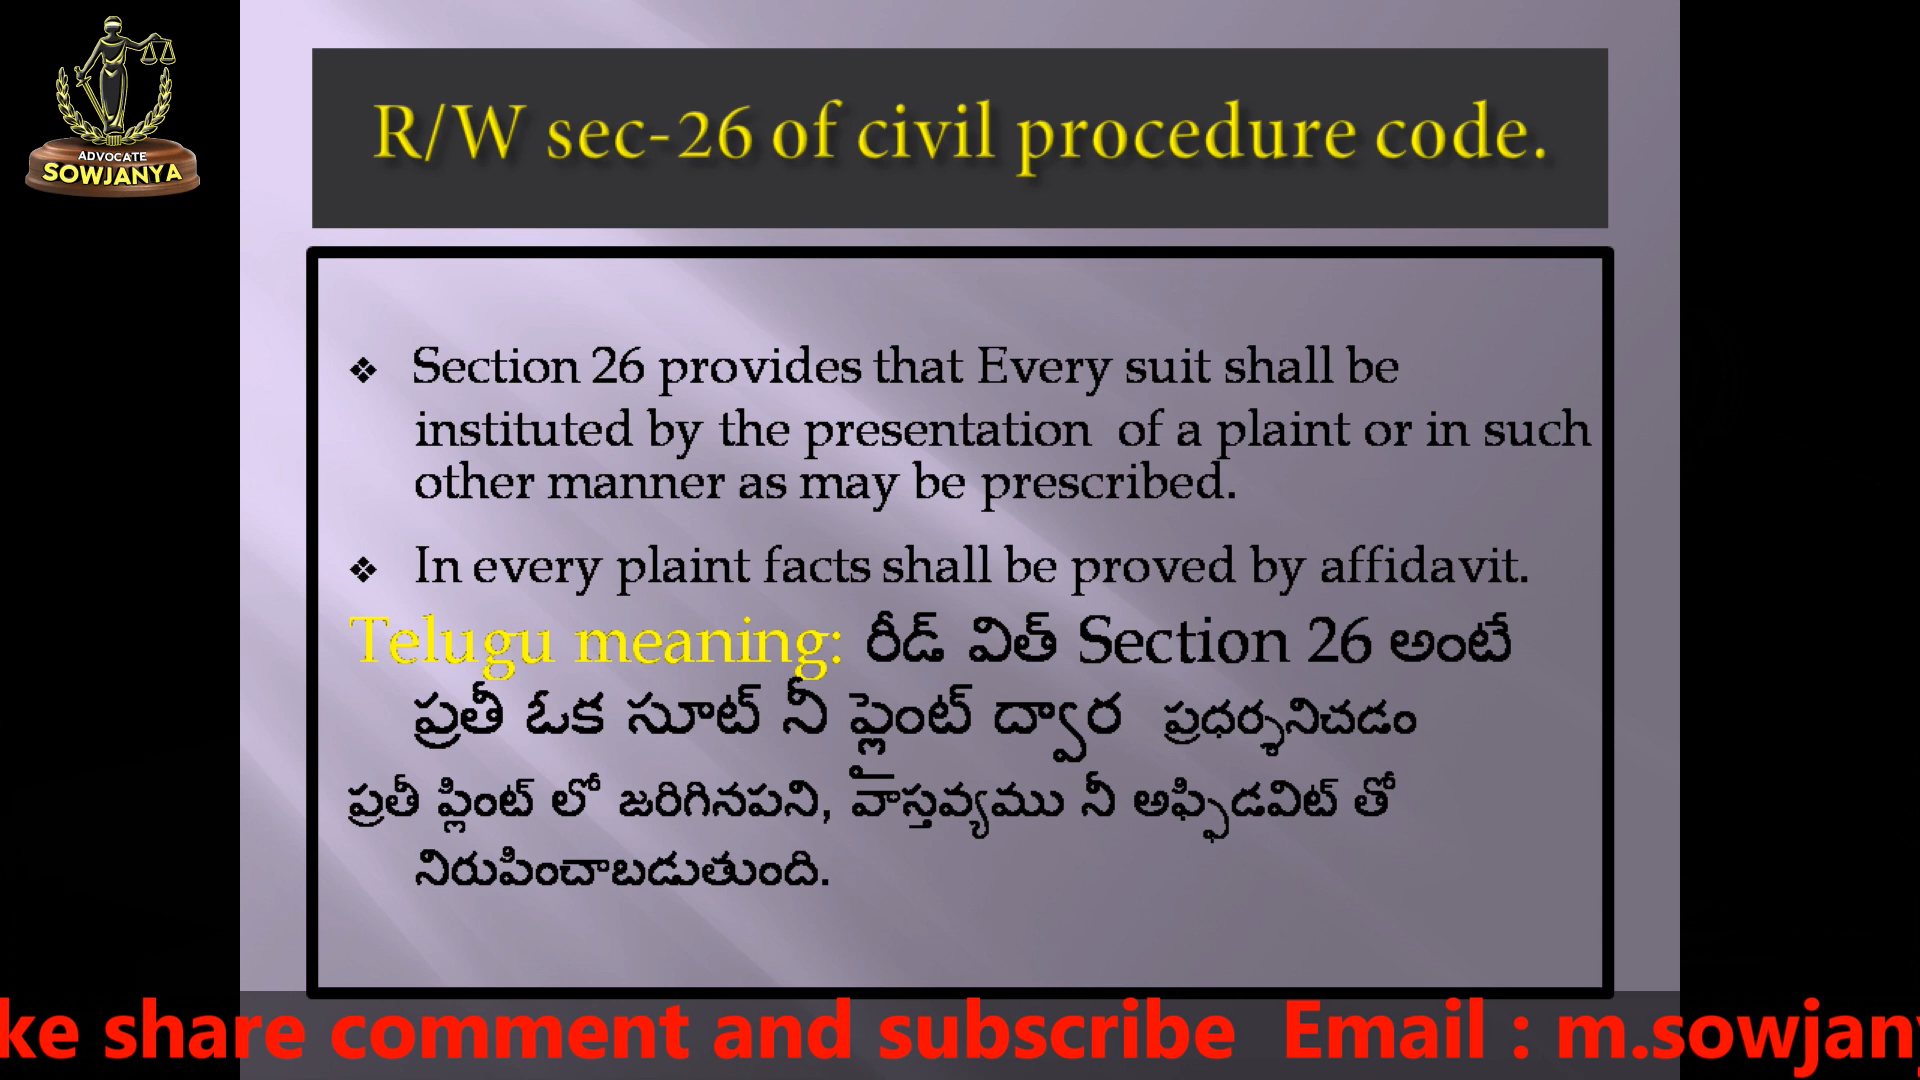 ADVOCATE
SOWJANYA
R/W sec-26 of civil procedure code.
❖ Section 26 provides that Every suit shall be
instituted by the presentation of a plaint or in such
other manner as may be prescribed.
❖ In every plaint facts shall be proved by affidavit.
Telugu meaning: రీడ్ విత్ Section 26 అంటే
ప్రతీ ఓక సూట్ నీ ప్లైంట్ ద్వార ప్రధర్శనిచడం
ప్రతీ ప్లింట్ లో జరిగినపని, వాస్తవ్యము నీ అఫ్ఫిడవిట్ తో
నిరుపించాబడుతుంది.
ke share comment and subscribe Email : m.sowjany